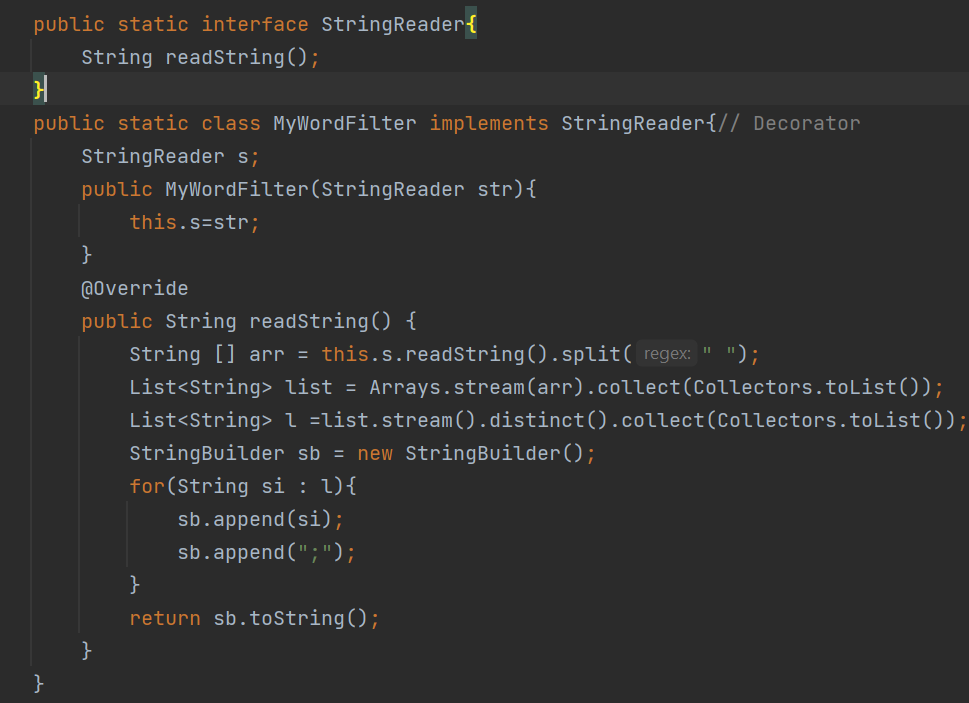 public static interface StringReader{
    String readString();
}
public static class MyWordFilter implements StringReader{// Decorator
    StringReader s;
    public MyWordFilter(StringReader str){
        this.s=str;
    }
    @Override
    public String readString() {
        String [] arr = this.s.readString().split( regex: " ");
        List<String> list = Arrays.stream(arr).collect(Collectors.toList());
        List<String> l =list.stream().distinct().collect(Collectors.toList());
        StringBuilder sb = new StringBuilder();
        for(String si : l){
            sb.append(si);
            sb.append(";");
        }
        return sb.toString();
    }
}